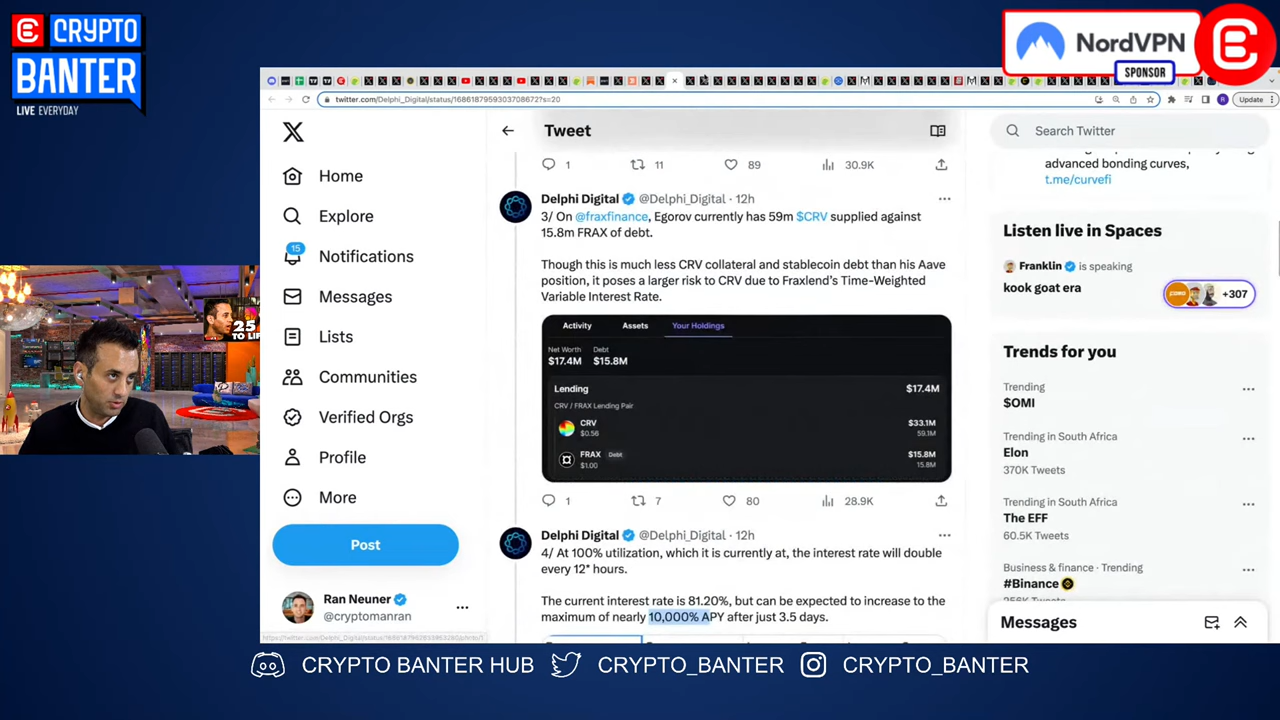 CRYPTO
BANTER
LIVE EVERYDAY
NordVPN
SPONSOR
twitter.com/Delphi_Digital/status/1686187959303708672?s=20
Update
Home
Explore
15
Notifications
Messages
Lists
Communities
Verified Orgs
Profile
More
Post
Ran Neuner
@cryptomanran
Tweet
1 11 89 30.9K
Delphi Digital @Delphi_Digital · 12h
3/ On @fraxfinance, Egorov currently has 59m $CRV supplied against
15.8m FRAX of debt.
Though this is much less CRV collateral and stablecoin debt than his Aave
position, it poses a larger risk to CRV due to Fraxlend's Time-Weighted
Variable Interest Rate.
Activity Assets Your Holdings
Net Worth Debt
$17.4M $15.8M
Lending $17.4M
CRV / FRAX Lending Pair
CRV $33.1M
$0.56 59.1M
FRAX Debt $15.8M
$1.00 15.8M
1 7 80 28.9K
Delphi Digital @Delphi_Digital · 12h
4/ At 100% utilization, which it is currently at, the interest rate will double
every 12* hours.
The current interest rate is 81.20%, but can be expected to increase to the
maximum of nearly 10,000% APY after just 3.5 days.
Search Twitter
advanced bonding curves,
t.me/curvefi
Listen live in Spaces
Franklin is speaking
kook goat era
+307
Trends for you
Trending
$OMI
Trending in South Africa
Elon
370K Tweets
Trending in South Africa
The EFF
60.5K Tweets
Business & finance · Trending
#Binance
Messages
25
TO LIF
CRYPTO BANTER HUB CRYPTO_BANTER CRYPTO_BANTER